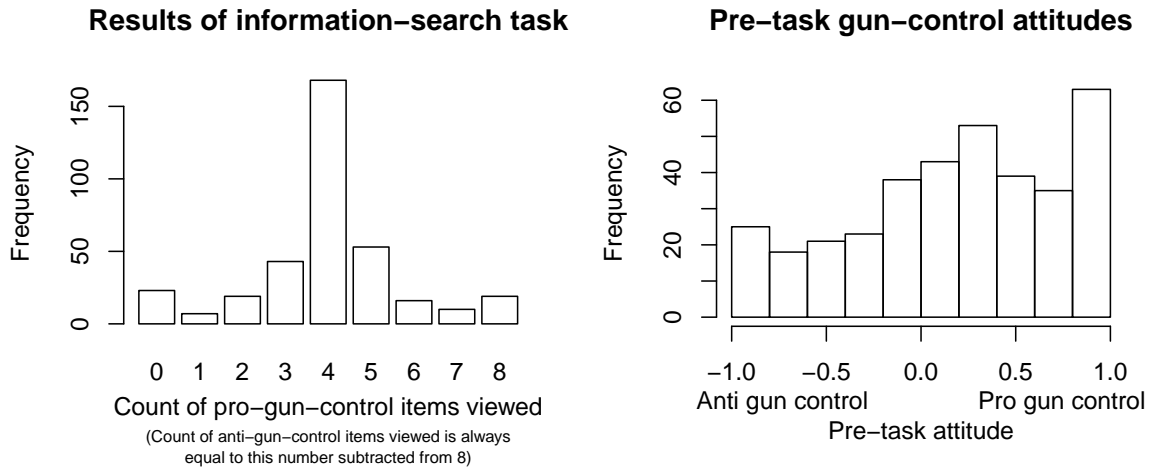 Results of information−search task
Frequency
0
50
100
150
0 1 2 3 4 5 6 7 8
Count of pro−gun−control items viewed
(Count of anti−gun−control items viewed is always
equal to this number subtracted from 8)
Pre−task gun−control attitudes
Frequency
0
20
40
60
−1.0 −0.5 0.0 0.5 1.0
Anti gun control Pro gun control
Pre−task attitude